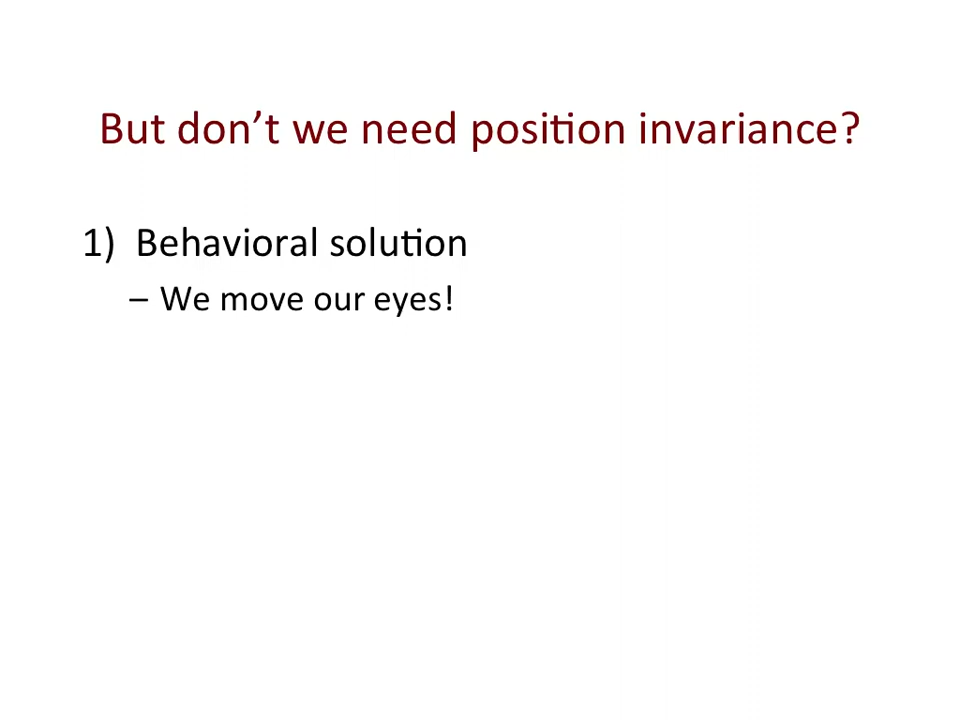 But don’t we need position invariance?
1) Behavioral solution
– We move our eyes!